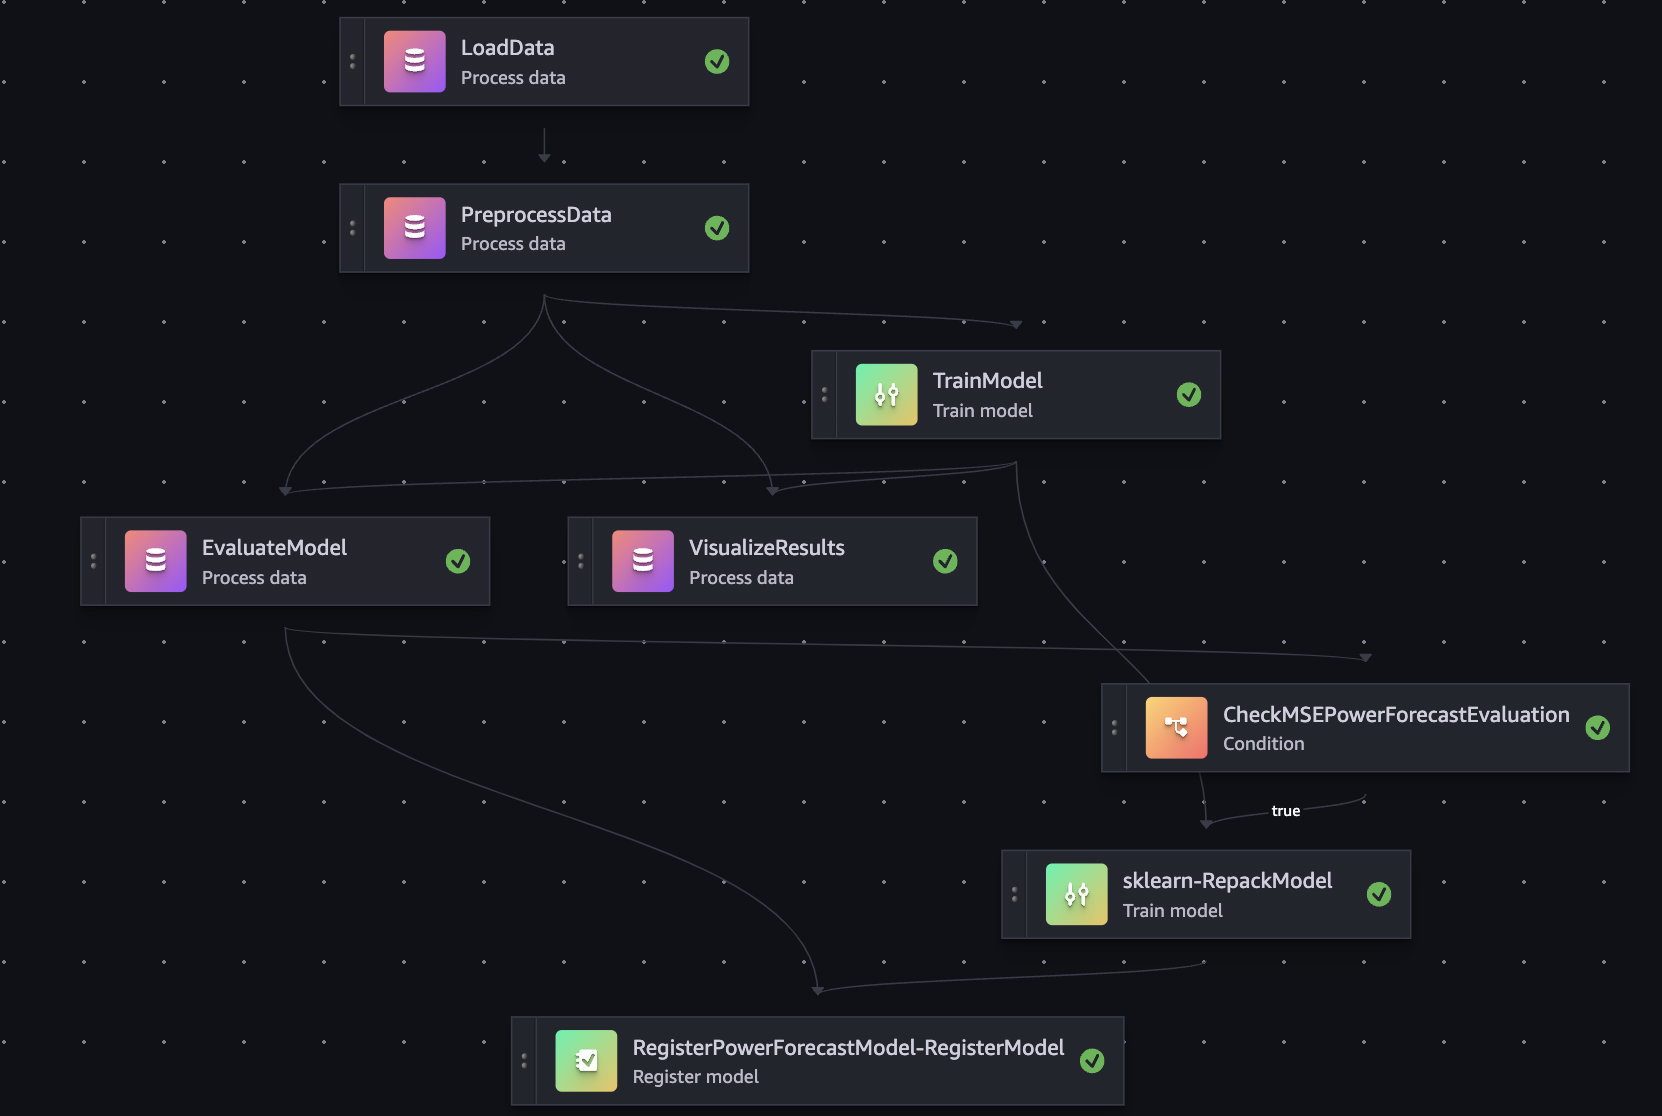 LoadData
Process data
PreprocessData
Process data
TrainModel
Train model
EvaluateModel
Process data
VisualizeResults
Process data
CheckMSEPowerForecastEvaluation
Condition
true
sklearn-RepackModel
Train model
RegisterPowerForecastModel-RegisterModel
Register model